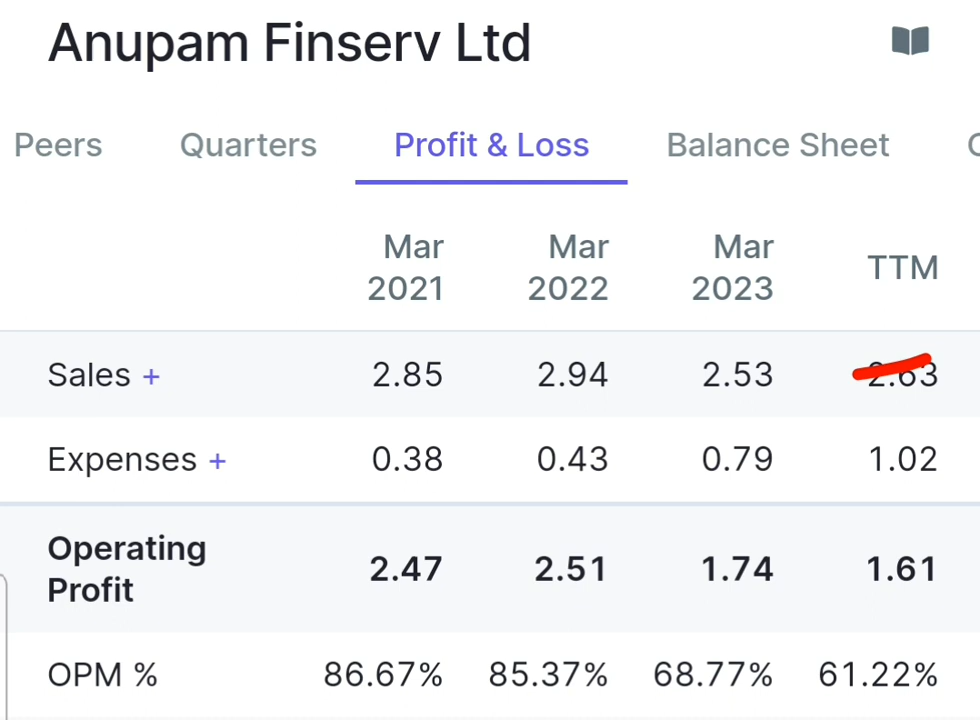 Anupam Finserv Ltd
Peers Quarters Profit & Loss Balance Sheet
Mar 2021 Mar 2022 Mar 2023 TTM
Sales + 2.85 2.94 2.53 2.63
Expenses + 0.38 0.43 0.79 1.02
Operating Profit 2.47 2.51 1.74 1.61
OPM % 86.67% 85.37% 68.77% 61.22%